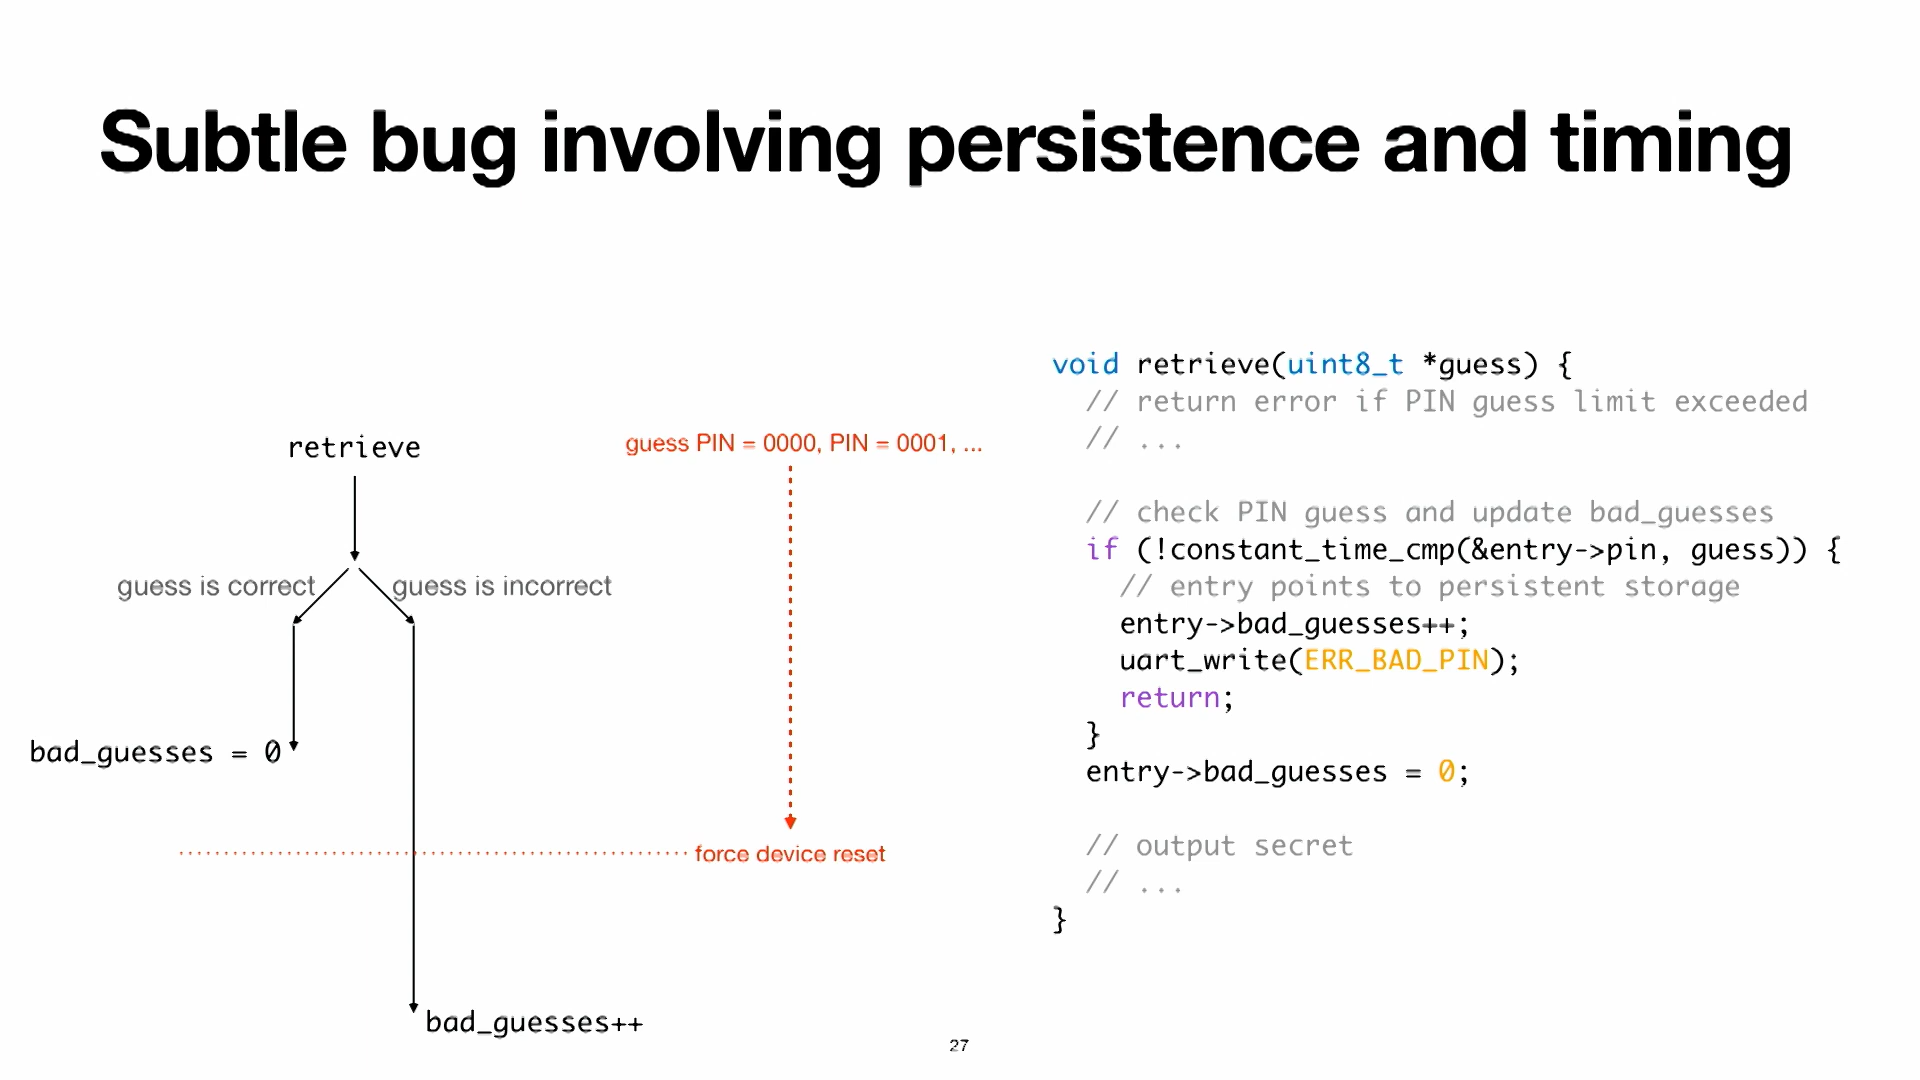 Subtle bug involving persistence and timing
retrieve
guess is correct
guess is incorrect
bad_guesses = 0
bad_guesses++
guess PIN = 0000, PIN = 0001, ...
force device reset
void retrieve(uint8_t *guess) {
  // return error if PIN guess limit exceeded
  // ...

  // check PIN guess and update bad_guesses
  if (!constant_time_cmp(&entry->pin, guess)) {
    // entry points to persistent storage
    entry->bad_guesses++;
    uart_write(ERR_BAD_PIN);
    return;
  }
  entry->bad_guesses = 0;

  // output secret
  // ...
}
27